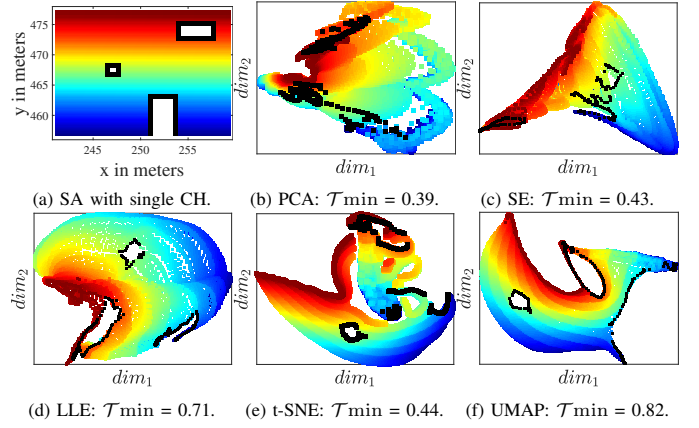 475
470
465
460
y in meters
245
250
255
x in meters
(a) SA with single CH.
dim2
dim1
(b) PCA: 𝒯min = 0.39.
dim2
dim1
(c) SE: 𝒯min = 0.43.
dim2
dim1
(d) LLE: 𝒯min = 0.71.
dim2
dim1
(e) t-SNE: 𝒯min = 0.44.
dim2
dim1
(f) UMAP: 𝒯min = 0.82.